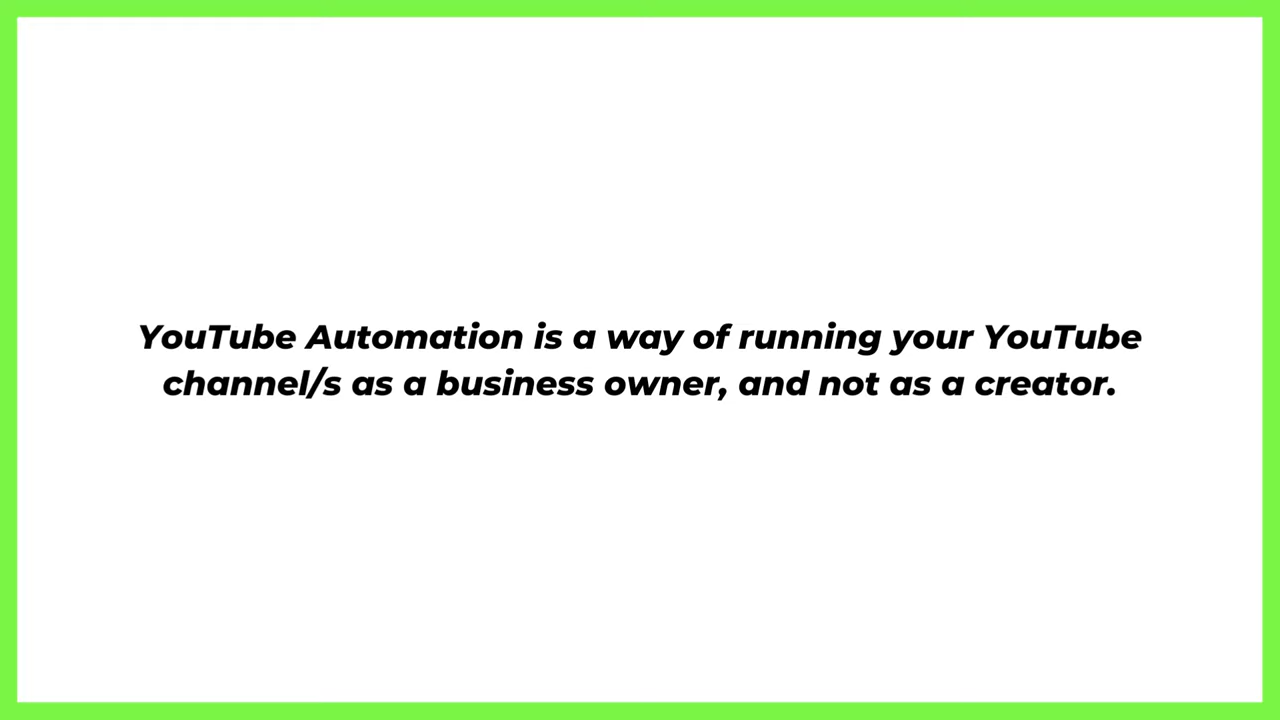 YouTube Automation is a way of running your YouTube
channel/s as a business owner, and not as a creator.